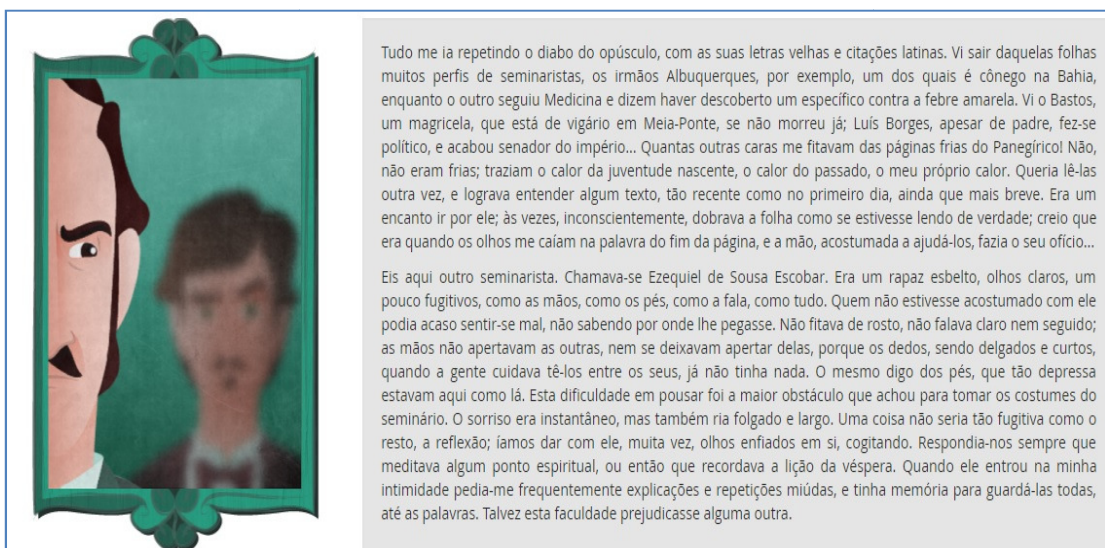 Tudo me ia repetindo o diabo do opúsculo, com as suas letras velhas e citações latinas. Vi sair daquelas folhas
muitos perfis de seminaristas, os irmãos Albuquerques, por exemplo, um dos quais é cônego na Bahia,
enquanto o outro seguiu Medicina e dizem haver descoberto um específico contra a febre amarela. Vi o Bastos,
um magricela, que está de vigário em Meia-Ponte, se não morreu já; Luís Borges, apesar de padre, fez-se
político, e acabou senador do império... Quantas outras caras me fitavam das páginas frias do Panegírico! Não,
não eram frias; traziam o calor da juventude nascente, o calor do passado, o meu próprio calor. Queria lê-las
outra vez, e lograva entender algum texto, tão recente como no primeiro dia, ainda que mais breve. Era um
encanto ir por ele; às vezes, inconscientemente, dobrava a folha como se estivesse lendo de verdade; creio que
era quando os olhos me caíam na palavra do fim da página, e a mão, acostumada a ajudá-los, fazia o seu ofício...
Eis aqui outro seminarista. Chamava-se Ezequiel de Sousa Escobar. Era um rapaz esbelto, olhos claros, um
pouco fugitivos, como as mãos, como os pés, como a fala, como tudo. Quem não estivesse acostumado com ele
podia acaso sentir-se mal, não sabendo por onde lhe pegasse. Não fitava de rosto, não falava claro nem seguido;
as mãos não apertavam as outras, nem se deixavam apertar delas, porque os dedos, sendo delgados e curtos,
quando a gente cuidava tê-los entre os seus, já não tinha nada. O mesmo digo dos pés, que tão depressa
estavam aqui como lá. Esta dificuldade em pousar foi a maior obstáculo que achou para tomar os costumes do
seminário. O sorriso era instantâneo, mas também ria folgado e largo. Uma coisa não seria tão fugitiva como o
resto, a reflexão; íamos dar com ele, muita vez, olhos enfiados em si, cogitando. Respondia-nos sempre que
meditava algum ponto espiritual, ou então que recordava a lição da véspera. Quando ele entrou na minha
intimidade pedia-me frequentemente explicações e repetições miúdas, e tinha memória para guardá-las todas,
até as palavras. Talvez esta faculdade prejudicasse alguma outra.